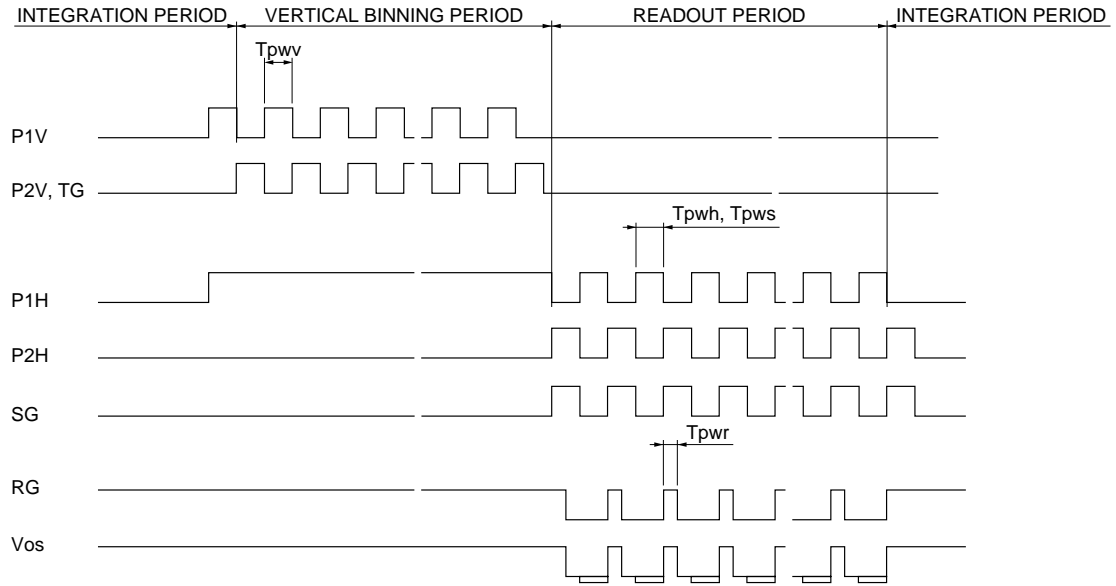 INTEGRATION PERIOD VERTICAL BINNING PERIOD READOUT PERIOD INTEGRATION PERIOD
Tpwv
P1V
P2V, TG
Tpwh, Tpws
P1H
P2H
SG
Tpwr
RG
Vos